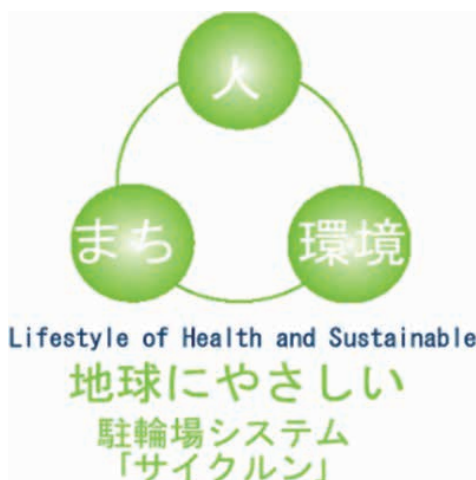 人
まち
環境
Lifestyle of Health and Sustainable
地球にやさしい
駐輪場システム
「サイクルン」